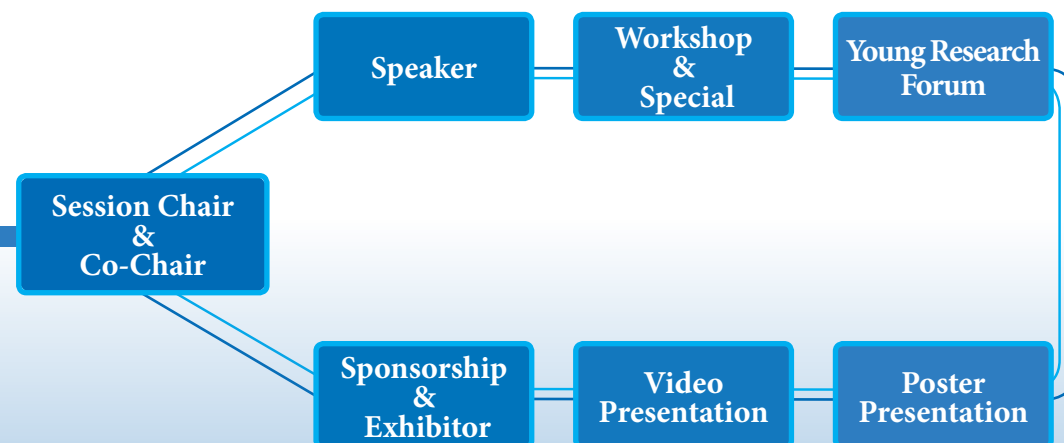 Speaker
Workshop
&
Special
Young Research
Forum
Session Chair
&
Co-Chair
Sponsorship
&
Exhibitor
Video
Presentation
Poster
Presentation